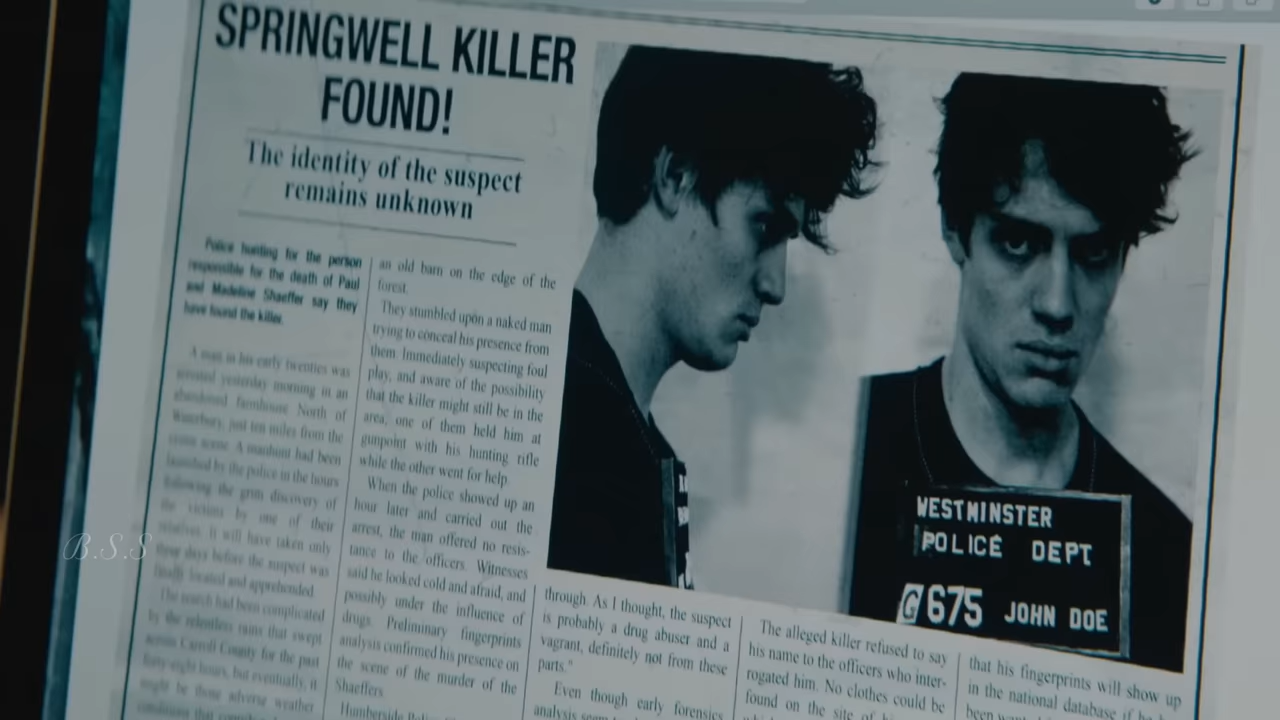 SPRINGWELL KILLER
FOUND!
The identity of the suspect
remains unknown
Police hunting for the person
responsible for the death of Paul
and Madeline Shaeffer say they
have found the killer.
A man in his early twenties was
arrested yesterday morning in an
abandoned farmhouse North of
Waterbury, just ten miles from the
crime scene. A manhunt had been
launched by the police in the hours
following the grim discovery of
the victims by one of their
relatives. It will have taken only
three days before the suspect was
finally located and apprehended.
The search had been complicated
by the relentless rains that swept
across Carroll County for the past
forty-eight hours, but eventually, it
might be those adverse weather
conditions that
an old barn on the edge of the
forest.
They stumbled upon a naked man
trying to conceal his presence from
them. Immediately suspecting foul
play, and aware of the possibility
that the killer might still be in the
area, one of them held him at
gunpoint with his hunting rifle
while the other went for help.
When the police showed up an
hour later and carried out the
arrest, the man offered no resis-
tance to the officers. Witnesses
said he looked cold and afraid, and
possibly under the influence of
drugs. Preliminary fingerprints
analysis confirmed his presence on
the scene of the murder of the
Shaeffers.
Humberside
through. As I thought, the suspect
is probably a drug abuser and a
vagrant, definitely not from these
parts."
Even though early forensics
analysis
The alleged killer refused to say
his name to the officers who inter-
rogated him. No clothes could be
found on the site of
that his fingerprints will show up
in the national database if he
been
WESTMINSTER
POLICE DEPT
G 675 JOHN DOE
B.S.S